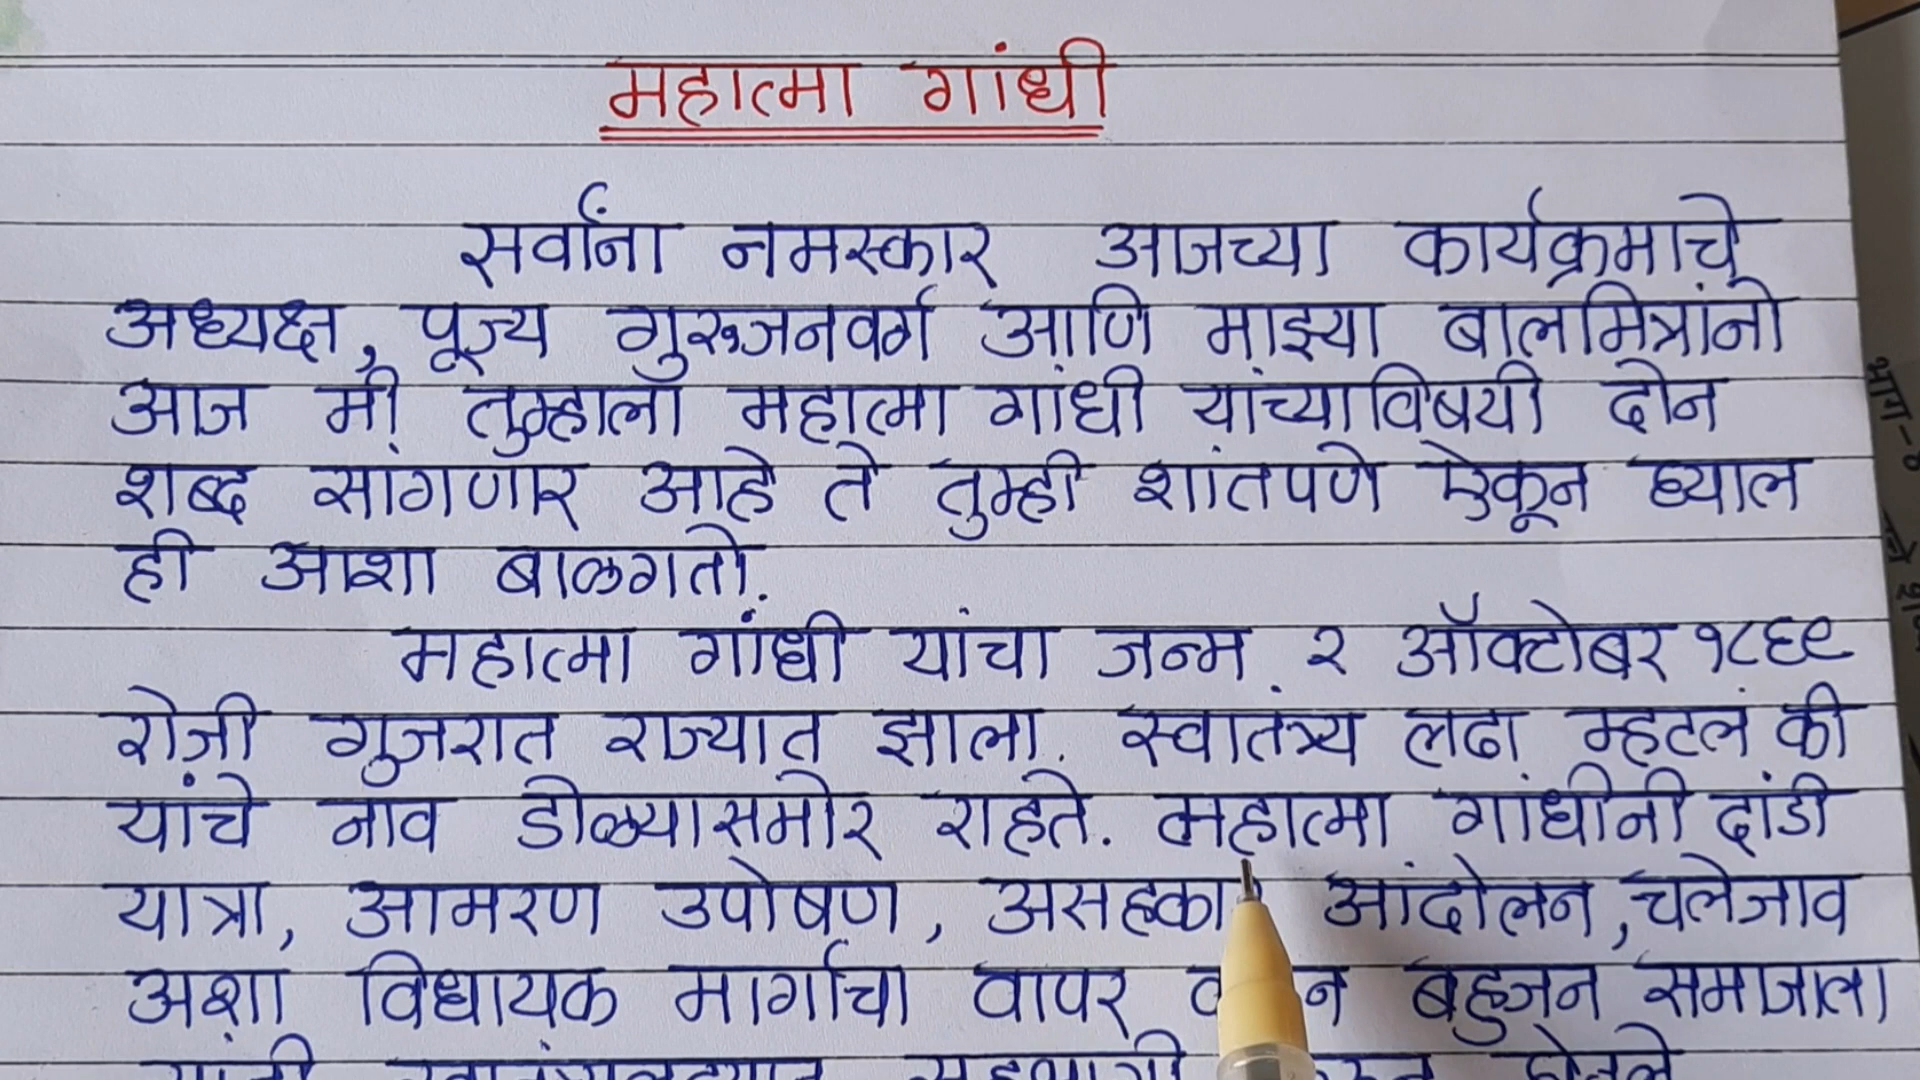 महात्मा गांधी
सर्वांना नमस्कार आजच्या कार्यक्रमाचे
अध्यक्ष, पूज्य गुरुजनवर्ग आणि माझ्या बालमित्रांनो
आज मी तुम्हाला महात्मा गांधी यांच्याविषयी दोन
शब्द सांगणार आहे ते तुम्ही शांतपणे ऐकून घ्याल
ही आशा बाळगतो.
महात्मा गांधी यांचा जन्म २ ऑक्टोबर १८६९
रोजी गुजरात राज्यात झाला. स्वातंत्र्य लढा म्हटलं की
यांचे नाव डोळ्यासमोर राहते. महात्मा गांधींनी दांडी
यात्रा, आमरण उपोषण, असहकार आंदोलन, चलेजाव
अशा विधायक मार्गाचा वापर बहुजन समाजाला